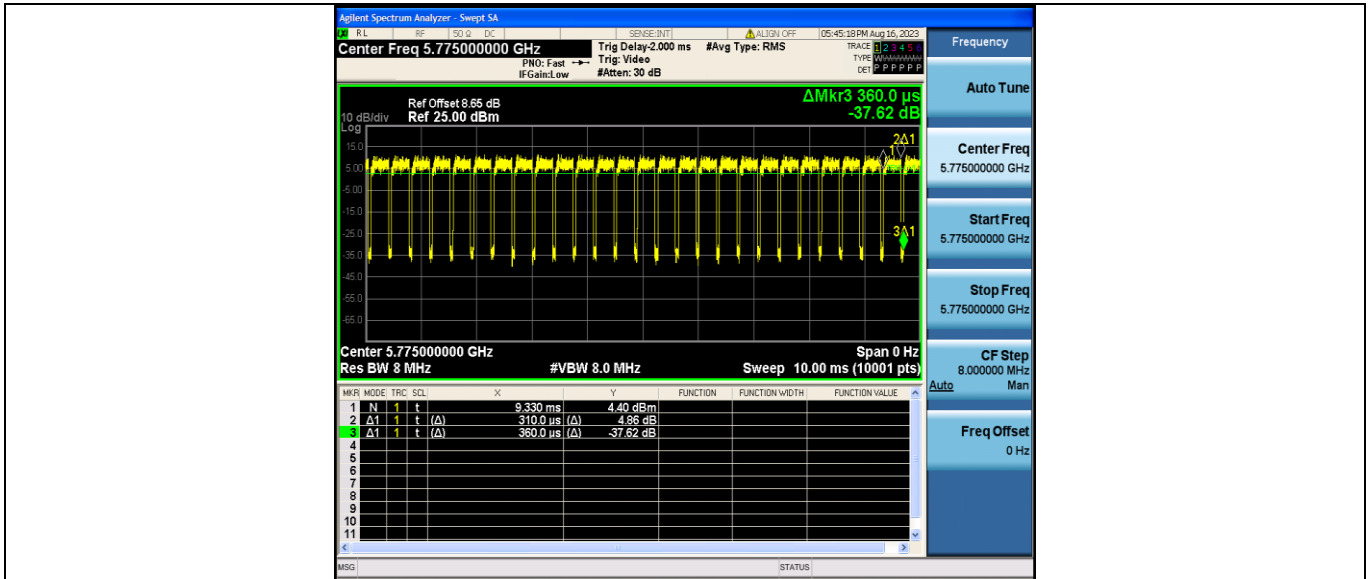 Agilent Spectrum Analyzer - Swept SA
LXI RL RF 50 Ω DC SENSE:INT ALIGN OFF 05:45:18 PM Aug 16, 2023
Center Freq 5.775000000 GHz
PNO: Fast
IFGain:Low
Trig Delay-2.000 ms #Avg Type: RMS
Trig: Video
#Atten: 30 dB
TRACE 1 2 3 4 5 6
TYPE WWWWWW
DET P P P P P P
ΔMkr3 360.0 µs
-37.62 dB
Ref Offset 8.65 dB
10 dB/div Ref 25.00 dBm
Log
15.0
5.00
-5.00
-15.0
-25.0
-35.0
-45.0
-55.0
-65.0
2Δ1
1
3Δ1
Center 5.775000000 GHz Span 0 Hz
Res BW 8 MHz #VBW 8.0 MHz Sweep 10.00 ms (10001 pts)
MKR MODE TRC SCL X Y FUNCTION FUNCTION WIDTH FUNCTION VALUE
1 N 1 t 9.330 ms 4.40 dBm
2 Δ1 1 t (Δ) 310.0 µs (Δ) 4.86 dB
3 Δ1 1 t (Δ) 360.0 µs (Δ) -37.62 dB
4
5
6
7
8
9
10
11
MSG STATUS
Frequency
Auto Tune
Center Freq
5.775000000 GHz
Start Freq
5.775000000 GHz
Stop Freq
5.775000000 GHz
CF Step
8.000000 MHz
Auto Man
Freq Offset
0 Hz